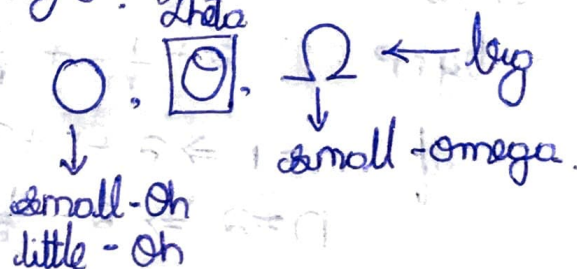 Theta
O, Θ, Ω ← big
↓ ↓
small - omega.
small - Oh
little - Oh